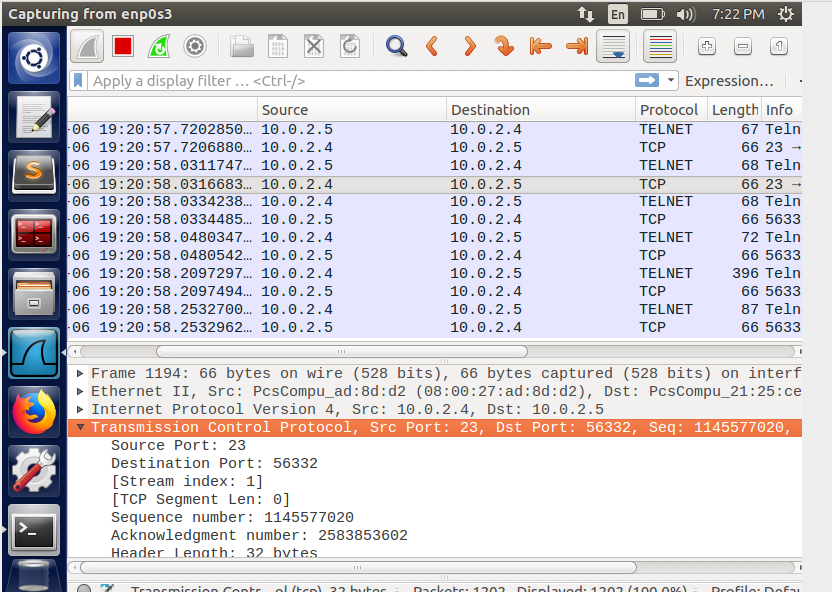 Capturing from enp0s3 En 7:22 PM
Apply a display filter … <Ctrl-/> Expression…
Source Destination Protocol Length Info
-06 19:20:57.7202850… 10.0.2.5 10.0.2.4 TELNET 67 Teln
-06 19:20:57.7206880… 10.0.2.4 10.0.2.5 TCP 66 23 →
-06 19:20:58.0311747… 10.0.2.5 10.0.2.4 TELNET 68 Teln
-06 19:20:58.0316683… 10.0.2.4 10.0.2.5 TCP 66 23 →
-06 19:20:58.0334238… 10.0.2.4 10.0.2.5 TELNET 68 Teln
-06 19:20:58.0334485… 10.0.2.5 10.0.2.4 TCP 66 5633
-06 19:20:58.0480347… 10.0.2.4 10.0.2.5 TELNET 72 Teln
-06 19:20:58.0480542… 10.0.2.5 10.0.2.4 TCP 66 5633
-06 19:20:58.2097297… 10.0.2.4 10.0.2.5 TELNET 396 Teln
-06 19:20:58.2097494… 10.0.2.5 10.0.2.4 TCP 66 5633
-06 19:20:58.2532700… 10.0.2.4 10.0.2.5 TELNET 87 Teln
-06 19:20:58.2532962… 10.0.2.5 10.0.2.4 TCP 66 5633
Frame 1194: 66 bytes on wire (528 bits), 66 bytes captured (528 bits) on interf
Ethernet II, Src: PcsCompu_ad:8d:d2 (08:00:27:ad:8d:d2), Dst: PcsCompu_21:25:ce
Internet Protocol Version 4, Src: 10.0.2.4, Dst: 10.0.2.5
Transmission Control Protocol, Src Port: 23, Dst Port: 56332, Seq: 1145577020,
Source Port: 23
Destination Port: 56332
[Stream index: 1]
[TCP Segment Len: 0]
Sequence number: 1145577020
Acknowledgment number: 2583853602
Header Length: 32 bytes
Transmission Conta…ol (tcp), 32 bytes Packets: 1202 · Displayed: 1202 (100.0%) Profile: Defau